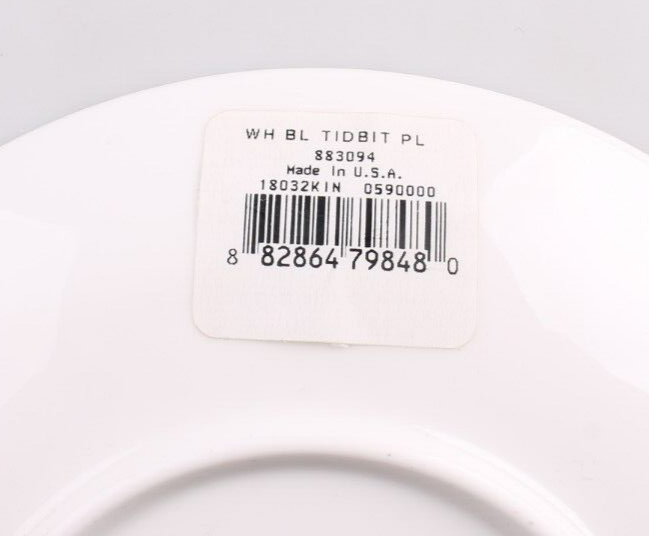 WH BL TIDBIT PL
883094
Made In U.S.A.
18032KIN 0590000
8 82864 79848 0